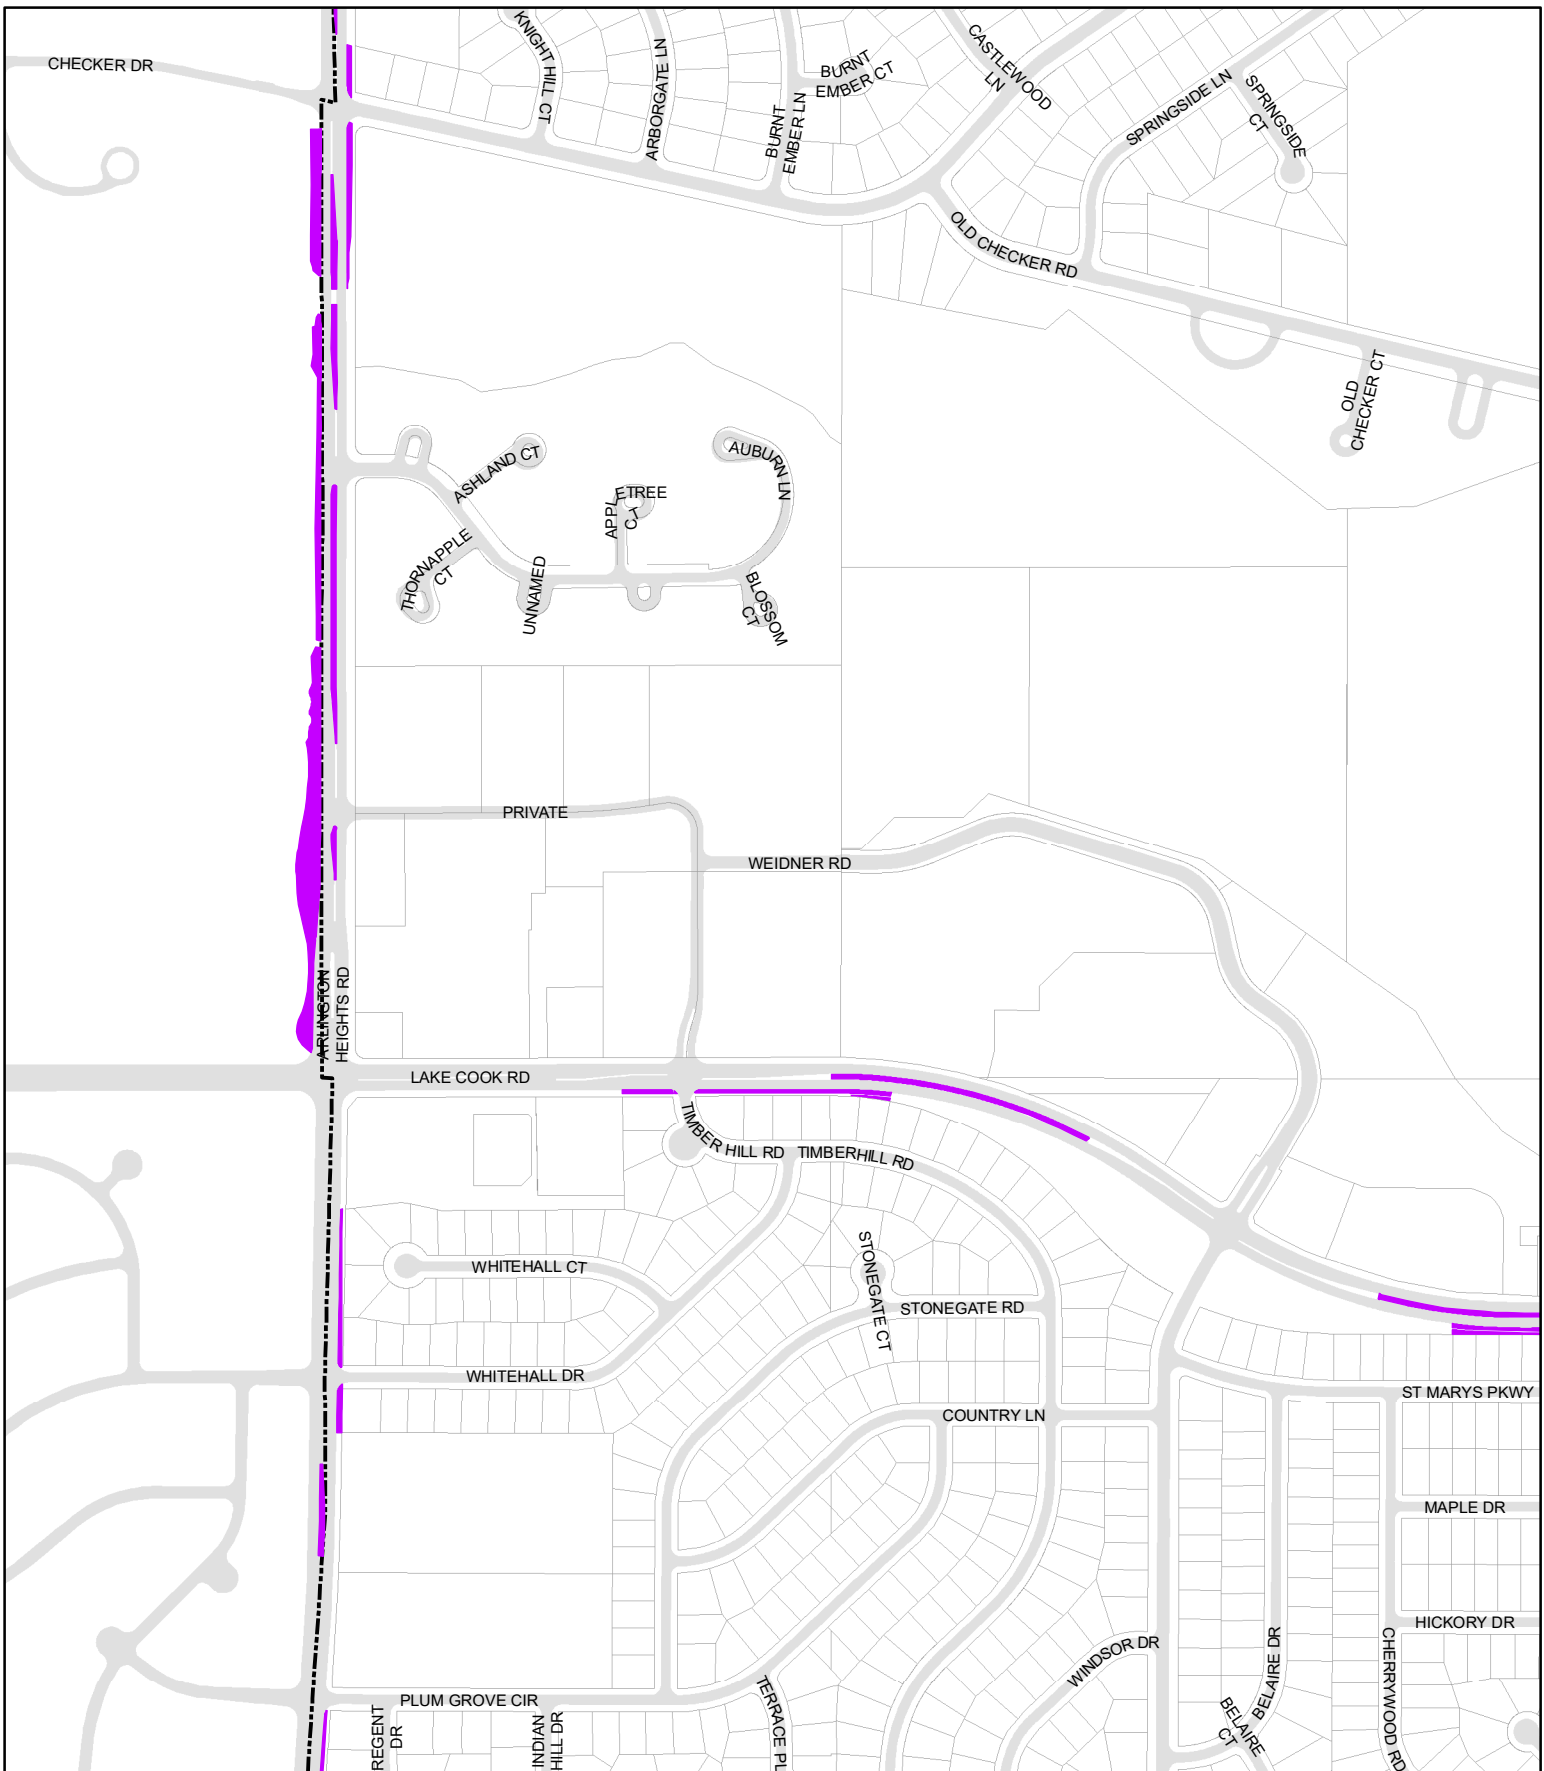 CHECKER DR
KNIGHT HILL CT
ARBORGATE LN
BURNT
EMBER LN
BURNT
EMBER CT
CASTLEWOOD
LN
SPRINGSIDE LN
SPRINGSIDE
CT
OLD CHECKER RD
OLD
CHECKER CT
ASHLAND CT
APPLETREE
CT
AUBURN LN
THORNAPPLE
CT
UNNAMED
BLOSSOM
CT
PRIVATE
WEIDNER RD
ARLINGTON
HEIGHTS RD
LAKE COOK RD
TIMBER HILL RD
TIMBERHILL RD
WHITEHALL CT
STONEGATE CT
STONEGATE RD
WHITEHALL DR
COUNTRY LN
ST MARYS PKWY
MAPLE DR
HICKORY DR
WINDSOR DR
BELAIRE DR
BELAIRE
CT
CHERRYWOOD RD
PLUM GROVE CIR
REGENT
DR
INDIAN
HILL DR
TERRACE PL